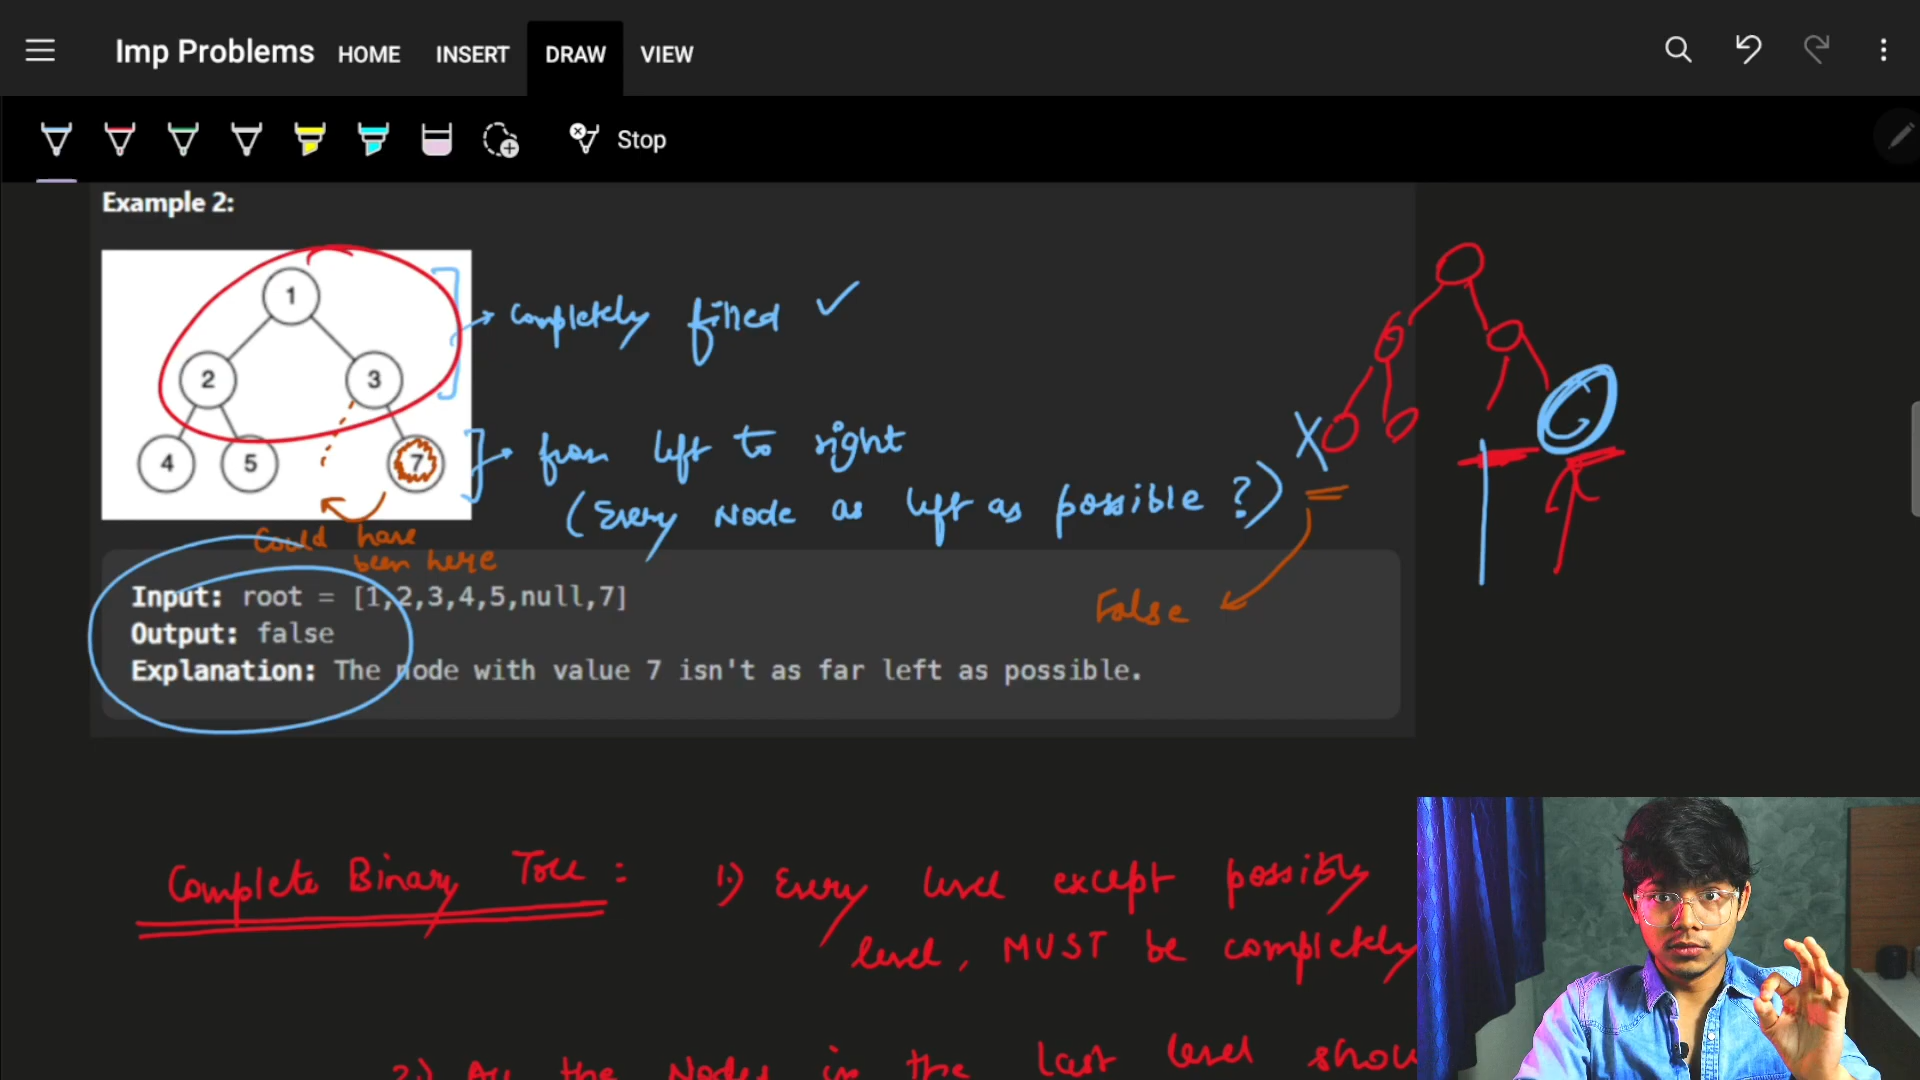 Imp Problems HOME INSERT DRAW VIEW
Stop
Example 2:
1
2 3
4 5 7
Completely filled ✓
from left to right
(Every Node as left as possible ?) X
Could have
been here
False
Input: root = [1,2,3,4,5,null,7]
Output: false
Explanation: The node with value 7 isn't as far left as possible.
Complete Binary Tree : 1.) Every level except possibly
level, MUST be completely
2.) All the Nodes in the last level shou